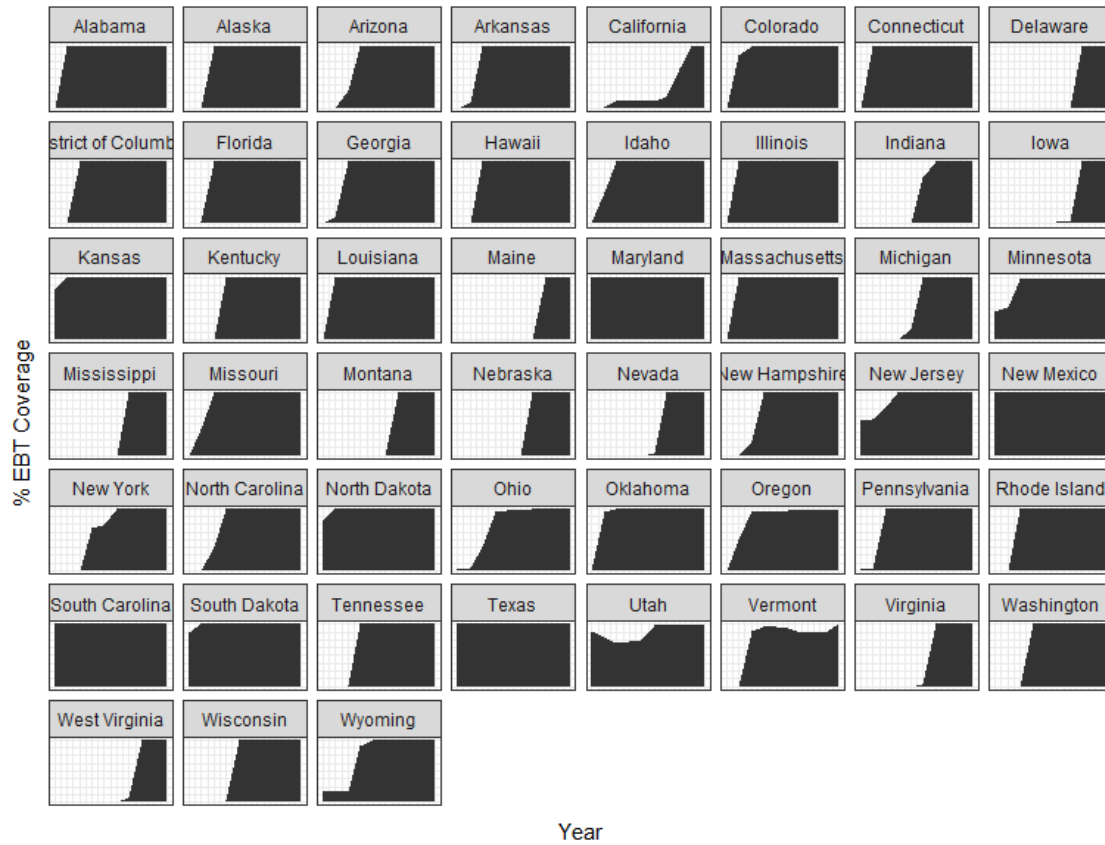 Alabama
Alaska
Arizona
Arkansas
California
Colorado
Connecticut
Delaware
strict of Columb
Florida
Georgia
Hawaii
Idaho
Illinois
Indiana
Iowa
Kansas
Kentucky
Louisiana
Maine
Maryland
Massachusetts
Michigan
Minnesota
Mississippi
Missouri
Montana
Nebraska
Nevada
New Hampshire
New Jersey
New Mexico
New York
North Carolina
North Dakota
Ohio
Oklahoma
Oregon
Pennsylvania
Rhode Island
South Carolina
South Dakota
Tennessee
Texas
Utah
Vermont
Virginia
Washington
West Virginia
Wisconsin
Wyoming
% EBT Coverage
Year